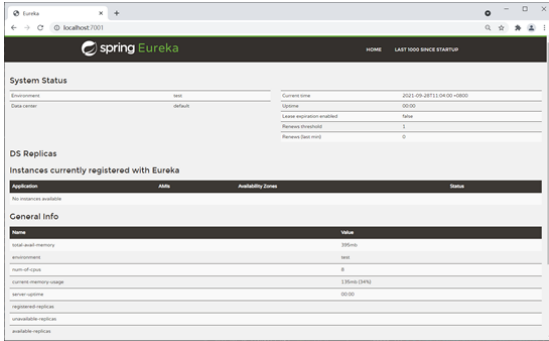 Eureka
localhost:7001
spring Eureka
HOME LAST 1000 SINCE STARTUP
System Status
Environment test
Data center default
Current time 2021-09-28T11:04:00 +0800
Uptime 00:00
Lease expiration enabled false
Renews threshold 1
Renews (last min) 0
DS Replicas
Instances currently registered with Eureka
Application AMIs Availability Zones Status
No instances available
General Info
Name Value
total-avail-memory 395mb
environment test
num-of-cpus 8
current-memory-usage 135mb (34%)
server-uptime 00:00
registered-replicas
unavailable-replicas
available-replicas